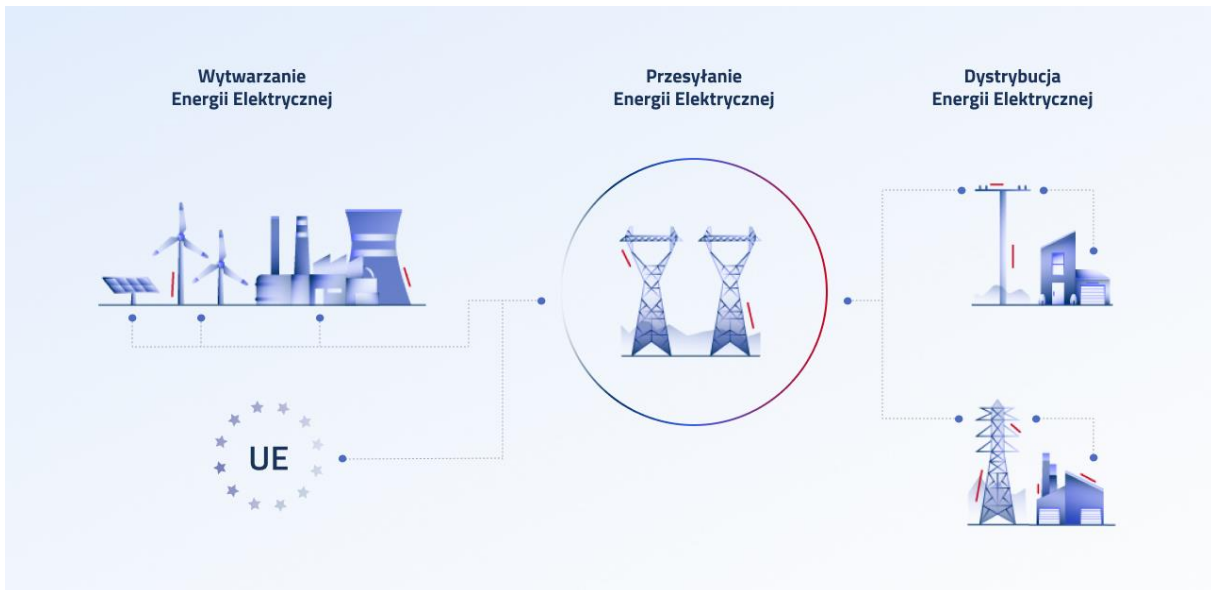 Wytwarzanie
Energii Elektrycznej
Przesyłanie
Energii Elektrycznej
Dystrybucja
Energii Elektrycznej
UE